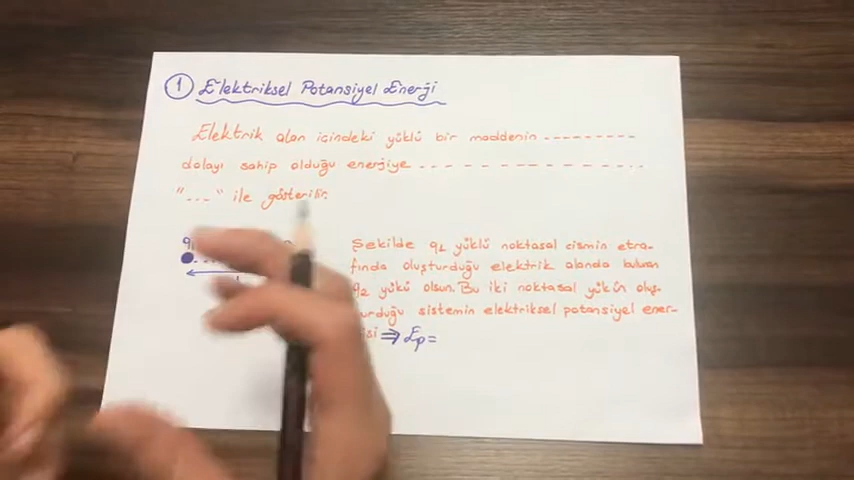 1 Elektriksel Potansiyel Enerji
Elektrik alan içindeki yüklü bir maddenin ---------
dolayı sahip olduğu enerjiye ----------------
"..." ile gösterilir.
Şekilde q1 yüklü noktasal cismin etra-
fında oluşturduğu elektrik alanda bulunan
q2 yükü olsun. Bu iki noktasal yükün oluş-
turduğu sistemin elektriksel potansiyel ener-
⇒ Ep=